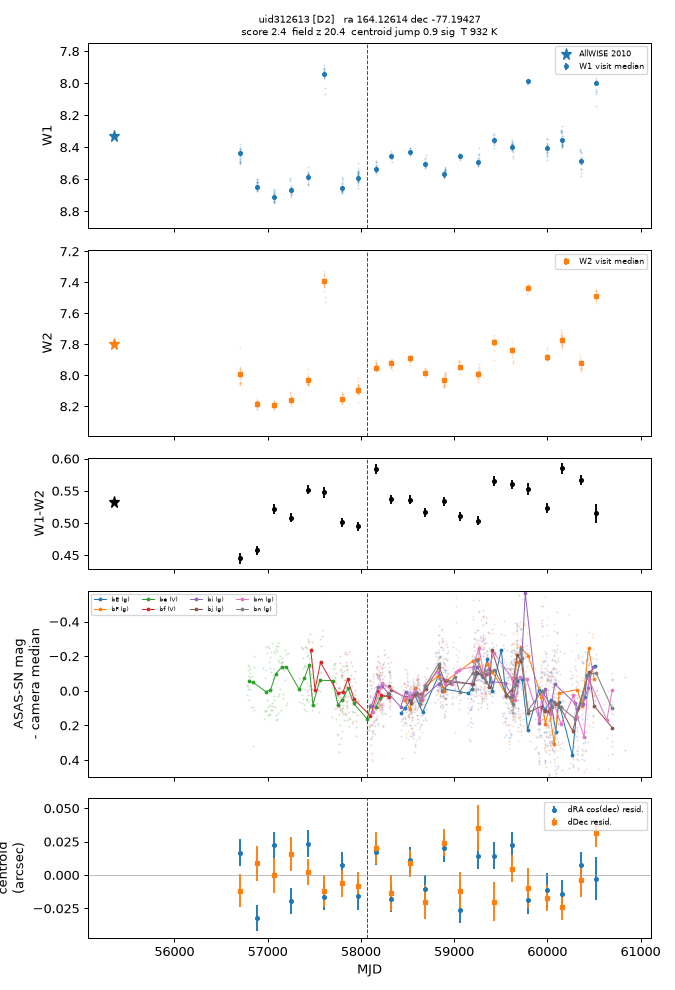 uid312613 [D2]   ra 164.12614 dec -77.19427
score 2.4  field z 20.4  centroid jump 0.9 sig  T 932 K
7.8
8.0
8.2
8.4
8.6
8.8
W1
AllWISE 2010
W1 visit median
7.2
7.4
7.6
7.8
8.0
8.2
W2
W2 visit median
0.60
0.55
0.50
0.45
W1-W2
−0.4
−0.2
0.0
0.2
0.4
ASAS-SN mag
- camera median
bE (g)
bF (g)
be (V)
bf (V)
bi (g)
bj (g)
bm (g)
bn (g)
0.050
0.025
0.000
−0.025
centroid
(arcsec)
dRA cos(dec) resid.
dDec resid.
56000
57000
58000
59000
60000
61000
MJD